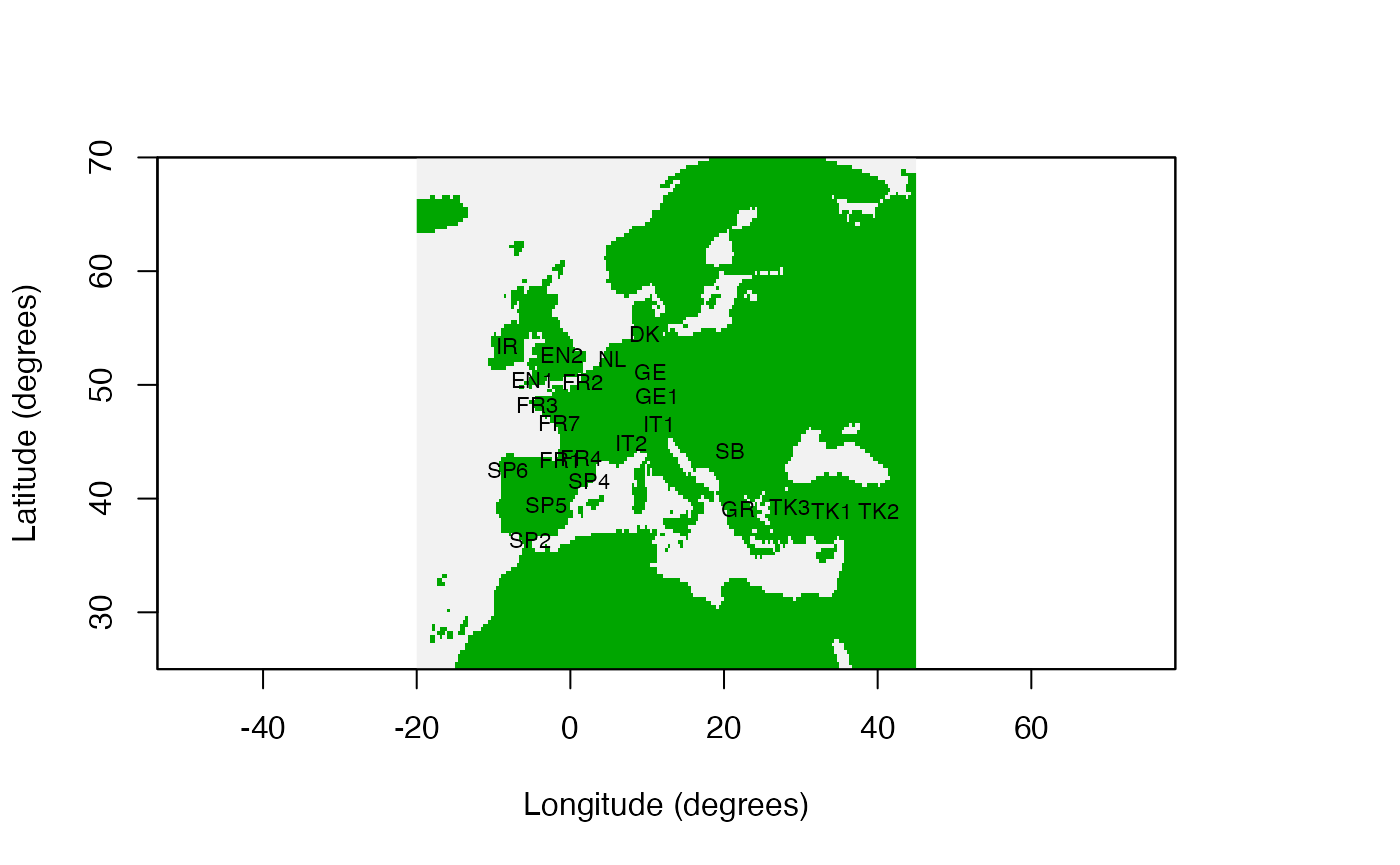 70
60
50
40
30
Latitude (degrees)
DK
IR
EN2
NL
GE
EN1
FR2
GE1
FR3
FR7
IT1
IT2
SB
FR4
SP6
SP4
SP5
GR
TK3
TK1
TK2
SP2
-40
-20
0
20
40
60
Longitude (degrees)